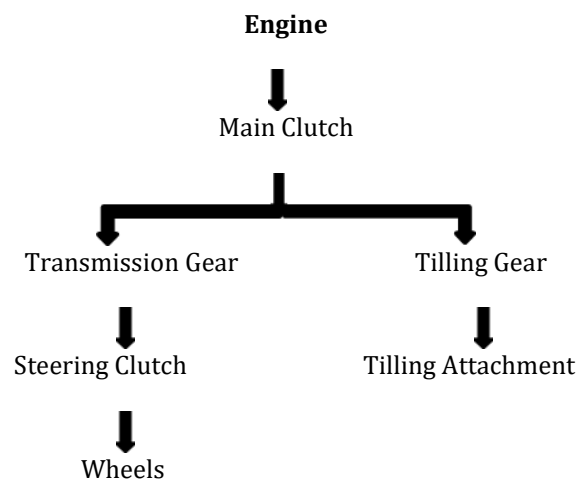 Engine
Main Clutch
Transmission Gear
Tilling Gear
Steering Clutch
Tilling Attachment
Wheels